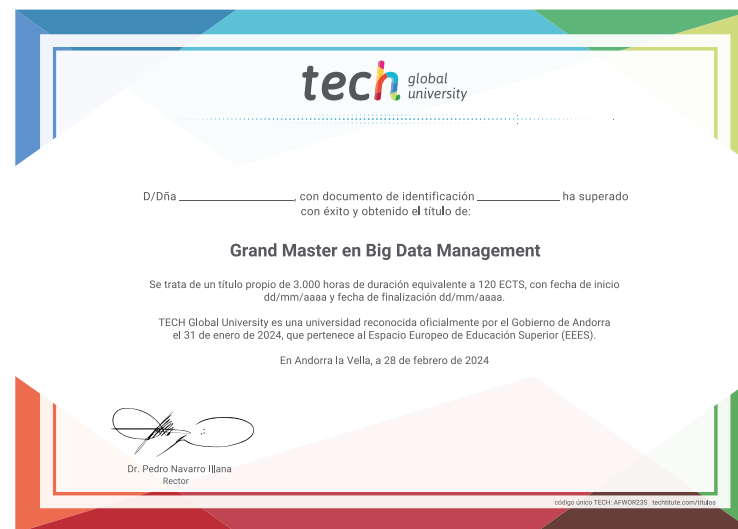 tech global
university
D/Dña ____________________, con documento de identificación ______________ ha superado
con éxito y obtenido el título de:
Grand Master en Big Data Management
Se trata de un título propio de 3.000 horas de duración equivalente a 120 ECTS, con fecha de inicio
dd/mm/aaaa y fecha de finalización dd/mm/aaaa.
TECH Global University es una universidad reconocida oficialmente por el Gobierno de Andorra
el 31 de enero de 2024, que pertenece al Espacio Europeo de Educación Superior (EEES).
En Andorra la Vella, a 28 de febrero de 2024
Dr. Pedro Navarro Illana
Rector
código único TECH: AFWOR23S techtitute.com/titulos